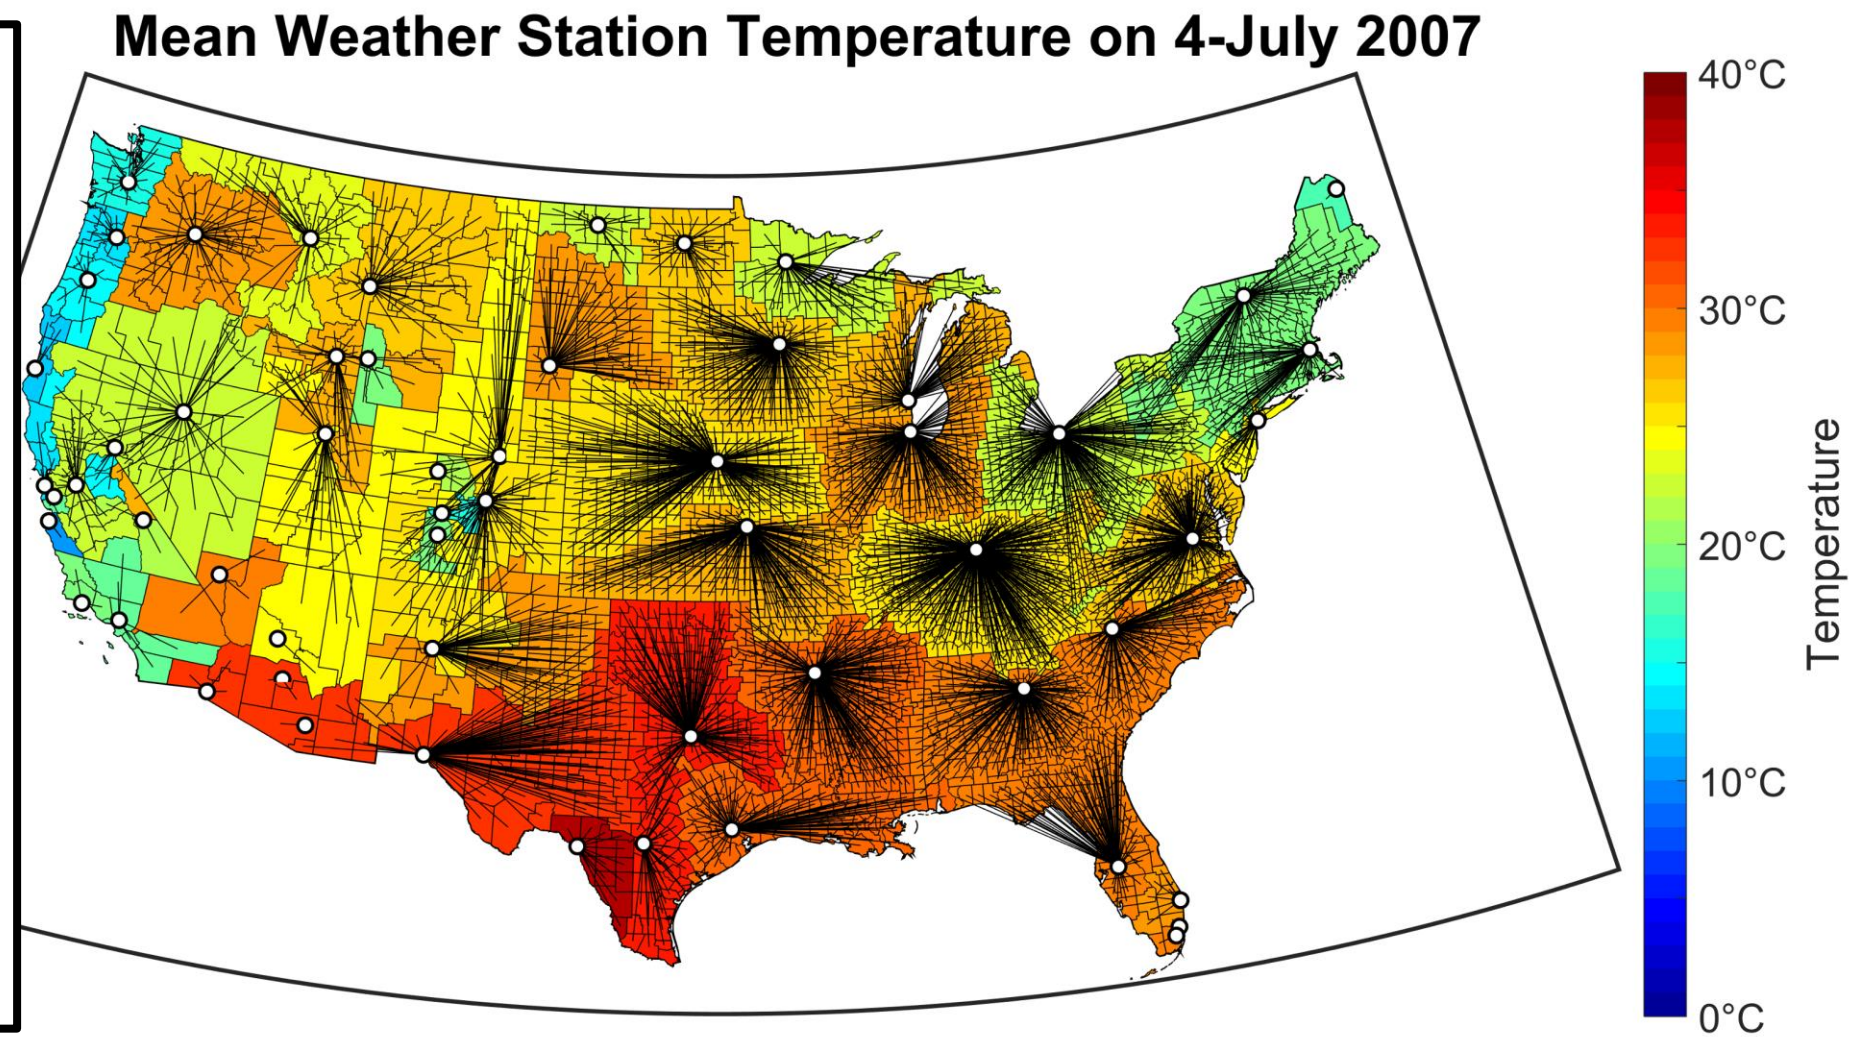 Mean Weather Station Temperature on 4-July 2007
40°C
30°C
20°C
10°C
0°C
Temperature